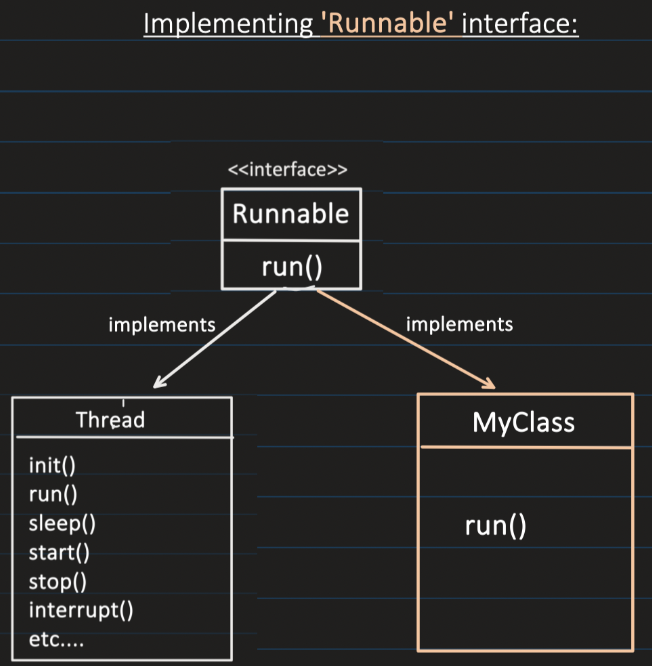 Implementing 'Runnable' interface:
<<interface>>
Runnable
run()
implements
implements
Thread
init()
run()
sleep()
start()
stop()
interrupt()
etc....
MyClass
run()